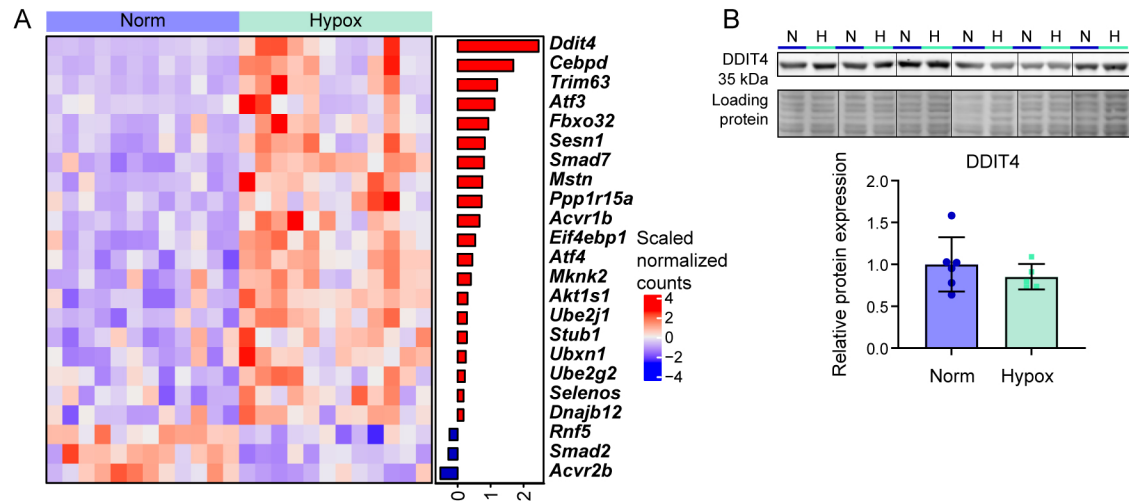 A
Norm Hypox
Ddit4
Cebpd
Trim63
Atf3
Fbxo32
Sesn1
Smad7
Mstn
Ppp1r15a
Acvr1b
Eif4ebp1
Atf4
Mknk2
Akt1s1
Ube2j1
Stub1
Ubxn1
Ube2g2
Selenos
Dnajb12
Rnf5
Smad2
Acvr2b
0 1 2
Scaled
normalized
counts
4
2
0
−2
−4
B
N H N H N H N H N H N H
DDIT4
35 kDa
Loading
protein
DDIT4
Relative protein expression
2.0
1.5
1.0
0.5
0.0
Norm Hypox